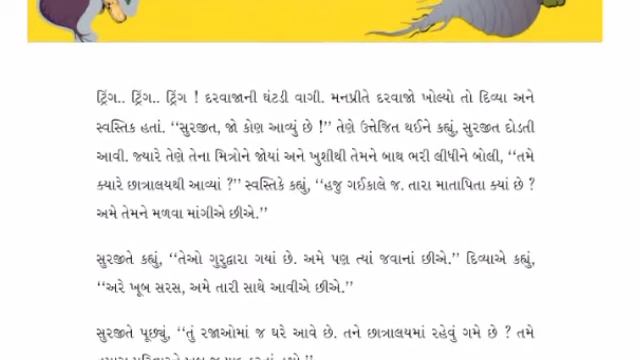 ટ્રિંગ.. ટ્રિંગ.. ટ્રિંગ ! દરવાજાની ઘંટડી વાગી. મનપ્રીતે દરવાજો ખોલ્યો તો દિવ્યા અને
સ્વસ્તિક હતાં. ‘‘સુરજીત, જો કોણ આવ્યું છે !’’ તેણે ઉત્તેજિત થઈને કહ્યું, સુરજીત દોડતી
આવી. જ્યારે તેણે તેના મિત્રોને જોયાં અને ખુશીથી તેમને બાથ ભરી લીધીને બોલી, ‘‘તમે
ક્યારે છાત્રાલયથી આવ્યાં ?’’ સ્વસ્તિકે કહ્યું, ‘‘હજુ ગઈકાલે જ. તારા માતાપિતા ક્યાં છે ?
અમે તેમને મળવા માંગીએ છીએ.’’
સુરજીતે કહ્યું, ‘‘તેઓ ગુરુદ્વારા ગયાં છે. અમે પણ ત્યાં જવાનાં છીએ.’’ દિવ્યાએ કહ્યું,
‘‘અરે ખૂબ સરસ, અમે તારી સાથે આવીએ છીએ.’’
સુરજીતે પૂછ્યું, ‘‘તું રજાઓમાં જ ઘરે આવે છે. તને છાત્રાલયમાં રહેવું ગમે છે ? તમે